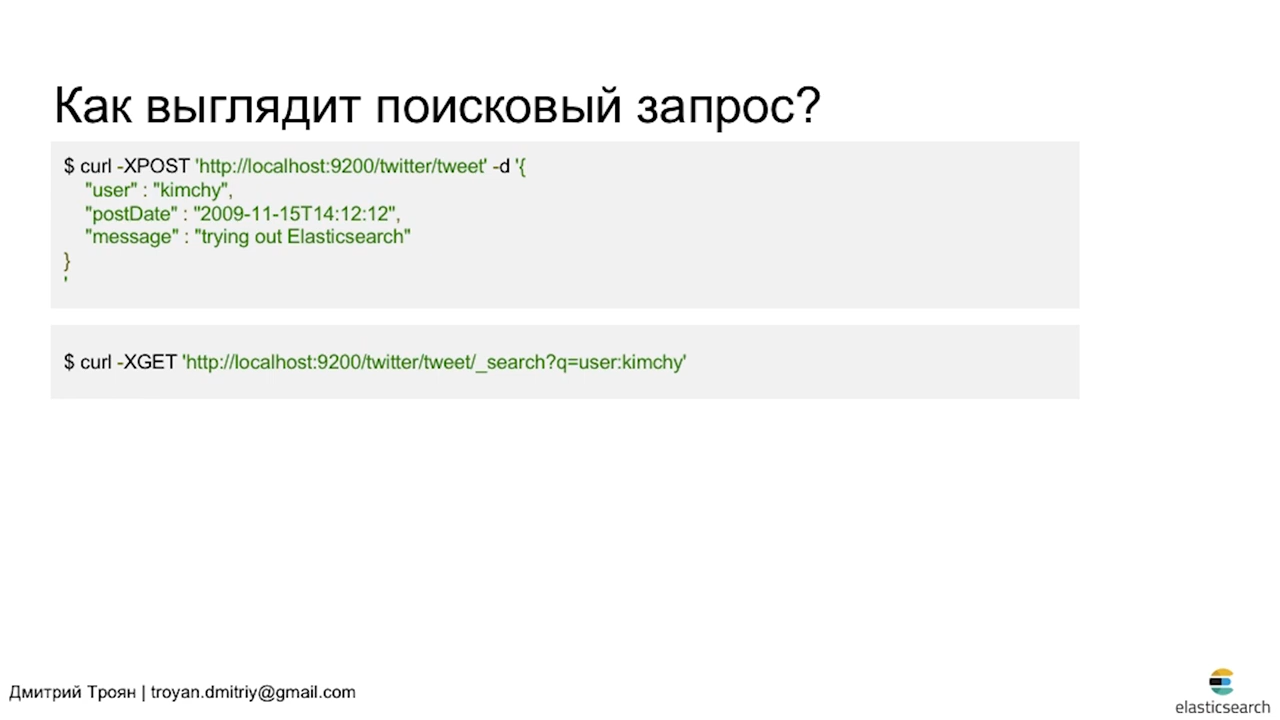 Как выглядит поисковый запрос?
$ curl -XPOST 'http://localhost:9200/twitter/tweet' -d '{
"user" : "kimchy",
"postDate" : "2009-11-15T14:12:12",
"message" : "trying out Elasticsearch"
}
'
$ curl -XGET 'http://localhost:9200/twitter/tweet/_search?q=user:kimchy'
Дмитрий Троян | troyan.dmitriy@gmail.com
elasticsearch